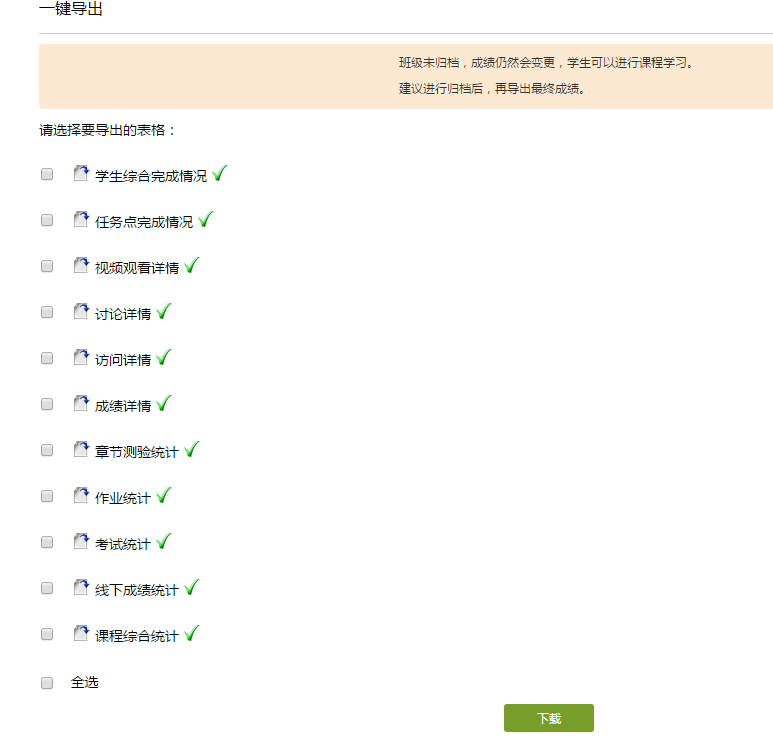 一键导出
班级未归档，成绩仍然会变更，学生可以进行课程学习。
建议进行归档后，再导出最终成绩。
请选择要导出的表格：
学生综合完成情况
任务点完成情况
视频观看详情
讨论详情
访问详情
成绩详情
章节测验统计
作业统计
考试统计
线下成绩统计
课程综合统计
全选
下载